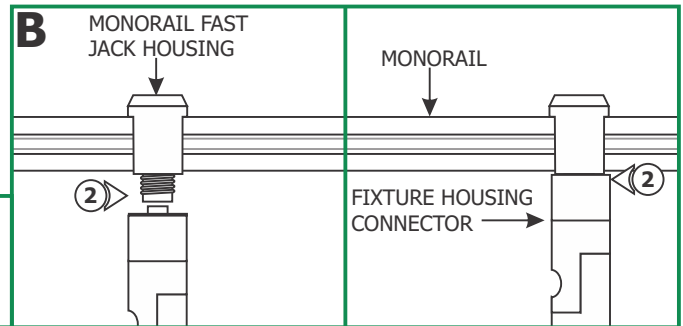 B
MONORAIL FAST
JACK HOUSING
MONORAIL
2
2
FIXTURE HOUSING
CONNECTOR